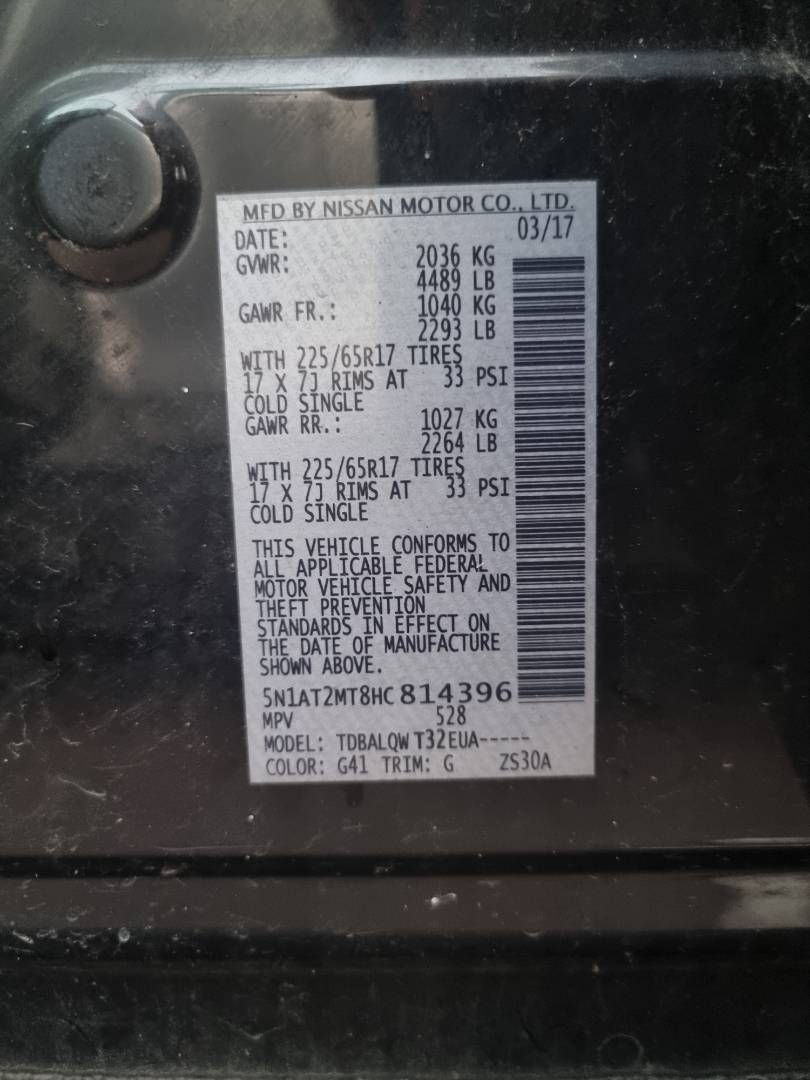 MFD BY NISSAN MOTOR CO., LTD.
DATE: 03/17
GVWR: 2036 KG
4489 LB
GAWR FR.: 1040 KG
2293 LB
WITH 225/65R17 TIRES
17 X 7J RIMS AT 33 PSI
COLD SINGLE
GAWR RR.: 1027 KG
2264 LB
WITH 225/65R17 TIRES
17 X 7J RIMS AT 33 PSI
COLD SINGLE
THIS VEHICLE CONFORMS TO
ALL APPLICABLE FEDERAL
MOTOR VEHICLE SAFETY AND
THEFT PREVENTION
STANDARDS IN EFFECT ON
THE DATE OF MANUFACTURE
SHOWN ABOVE.
5N1AT2MT8HC814396
MPV 528
MODEL: TDBALQW T32EUA-----
COLOR: G41 TRIM: G ZS30A